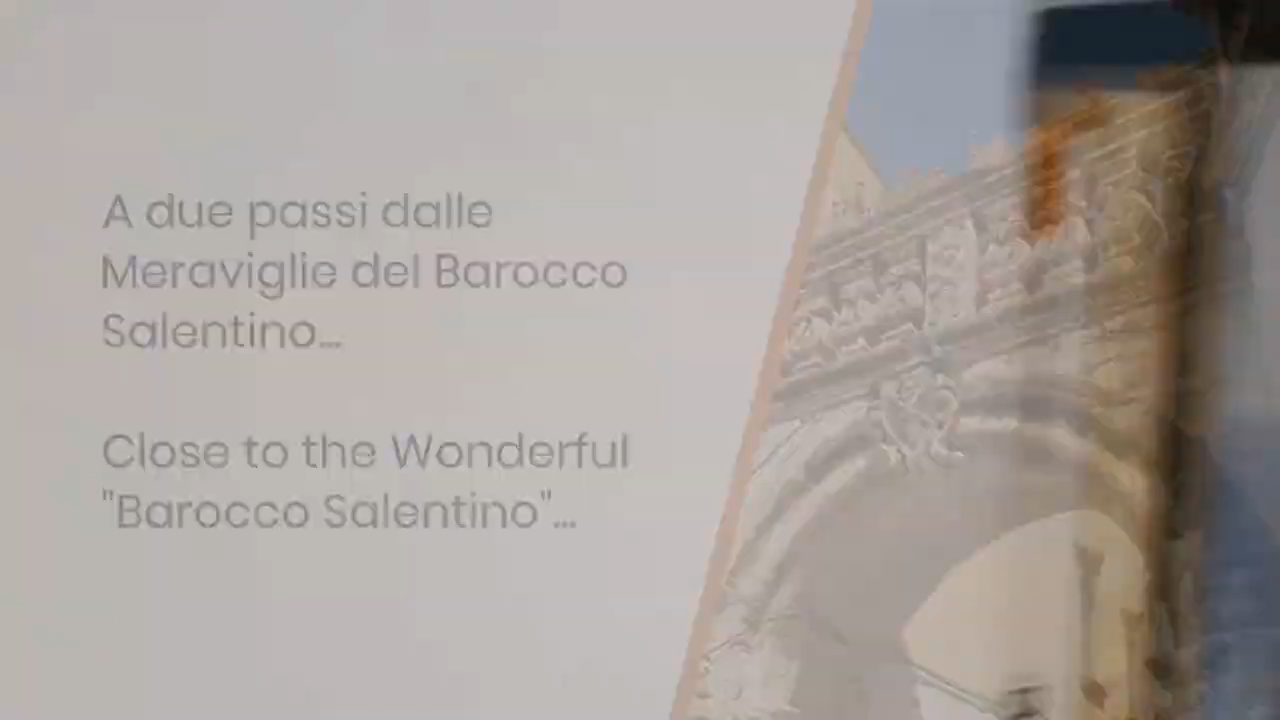 A due passi dalle
Meraviglie del Barocco
Salentino...
Close to the Wonderful
"Barocco Salentino"...